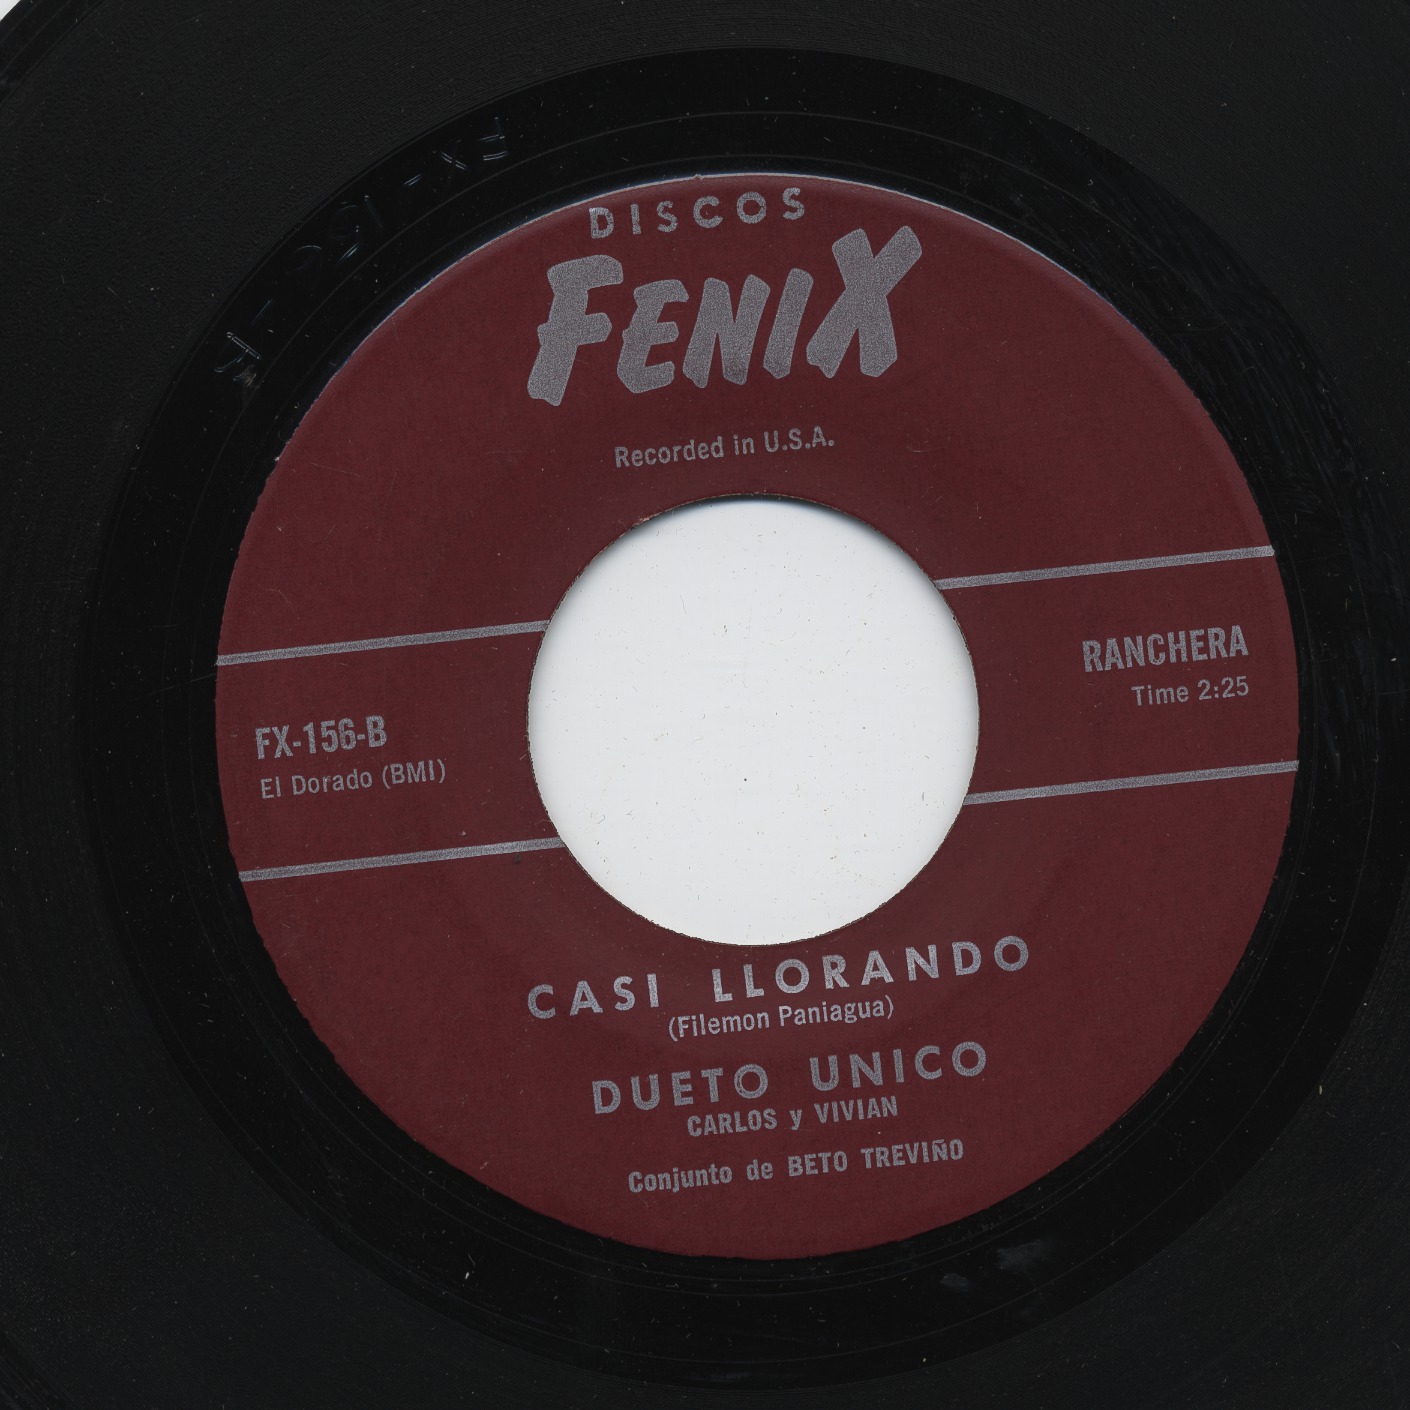 DISCOS
FENIX
Recorded in U.S.A.
RANCHERA
Time 2:25
FX-156-B
El Dorado (BMI)
CASI LLORANDO
(Filemon Paniagua)
DUETO UNICO
CARLOS y VIVIAN
Conjunto de BETO TREVIÑO